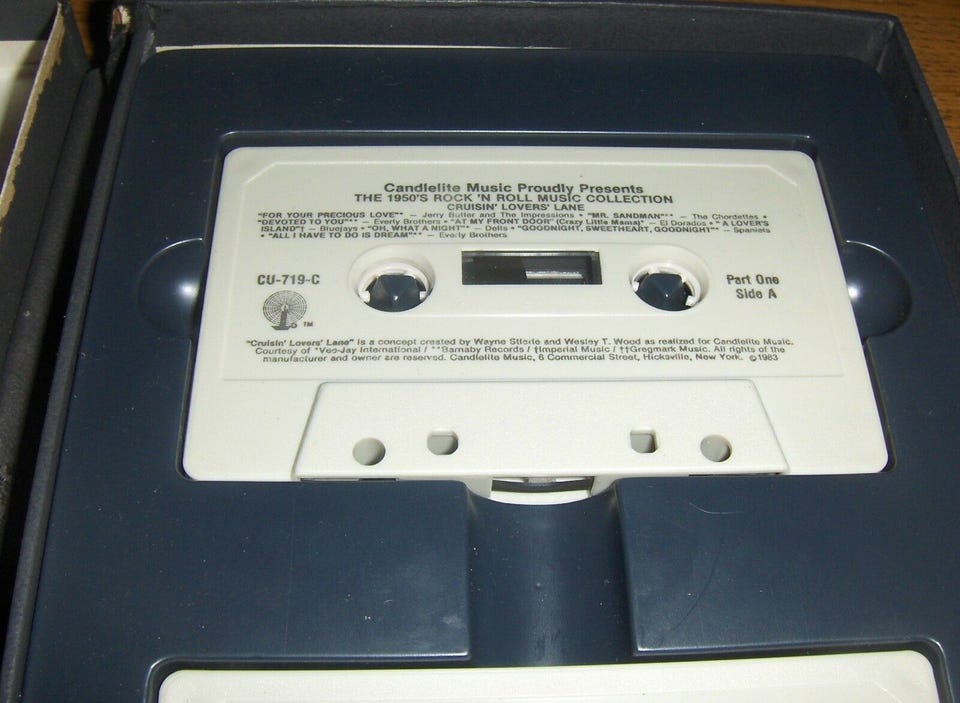 Candlelite Music Proudly Presents
THE 1950'S ROCK 'N ROLL MUSIC COLLECTION
CRUISIN' LOVERS' LANE
"FOR YOUR PRECIOUS LOVE"* — Jerry Butler and The Impressions • "MR. SANDMAN"** — The Chordettes •
"DEVOTED TO YOU"** — Everly Brothers • "AT MY FRONT DOOR" (Crazy Little Mama)* — El Dorados • "A LOVER'S
ISLAND"† — Bluejays • "OH, WHAT A NIGHT"* — Dells • "GOODNIGHT, SWEETHEART, GOODNIGHT"* — Spaniels
• "ALL I HAVE TO DO IS DREAM"** — Everly Brothers
CU-719-C
Part One
Side A
TM
"Cruisin' Lovers' Lane" is a concept created by Wayne Stierle and Wesley T. Wood as realized for Candlelite Music.
Courtesy of *Vee-Jay International / **Barnaby Records / †Imperial Music / ††Gregmark Music. All rights of the
manufacturer and owner are reserved. Candlelite Music, 6 Commercial Street, Hicksville, New York. ©1983